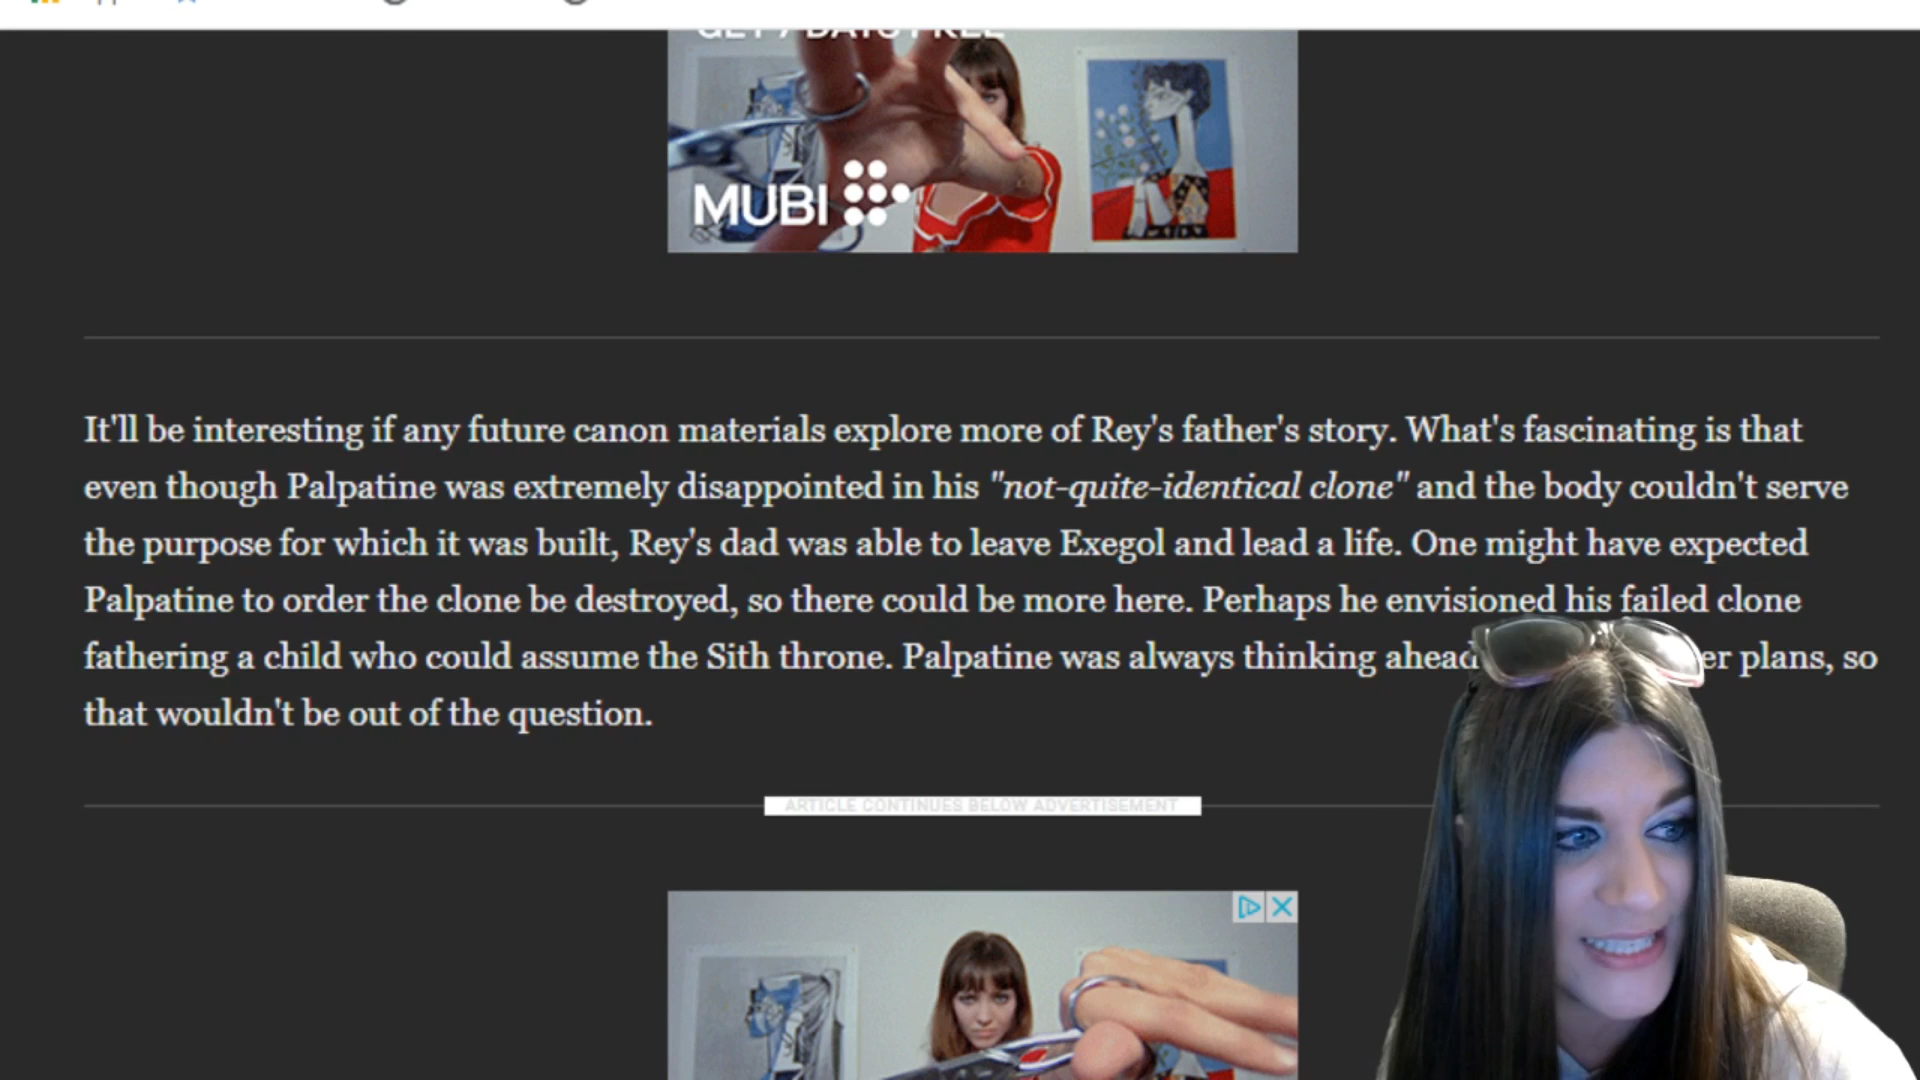 GET 7 DAYS FREE
MUBI
It'll be interesting if any future canon materials explore more of Rey's father's story. What's fascinating is that
even though Palpatine was extremely disappointed in his "not-quite-identical clone" and the body couldn't serve
the purpose for which it was built, Rey's dad was able to leave Exegol and lead a life. One might have expected
Palpatine to order the clone be destroyed, so there could be more here. Perhaps he envisioned his failed clone
fathering a child who could assume the Sith throne. Palpatine was always thinking ahead er plans, so
that wouldn't be out of the question.
ARTICLE CONTINUES BELOW ADVERTISEMENT